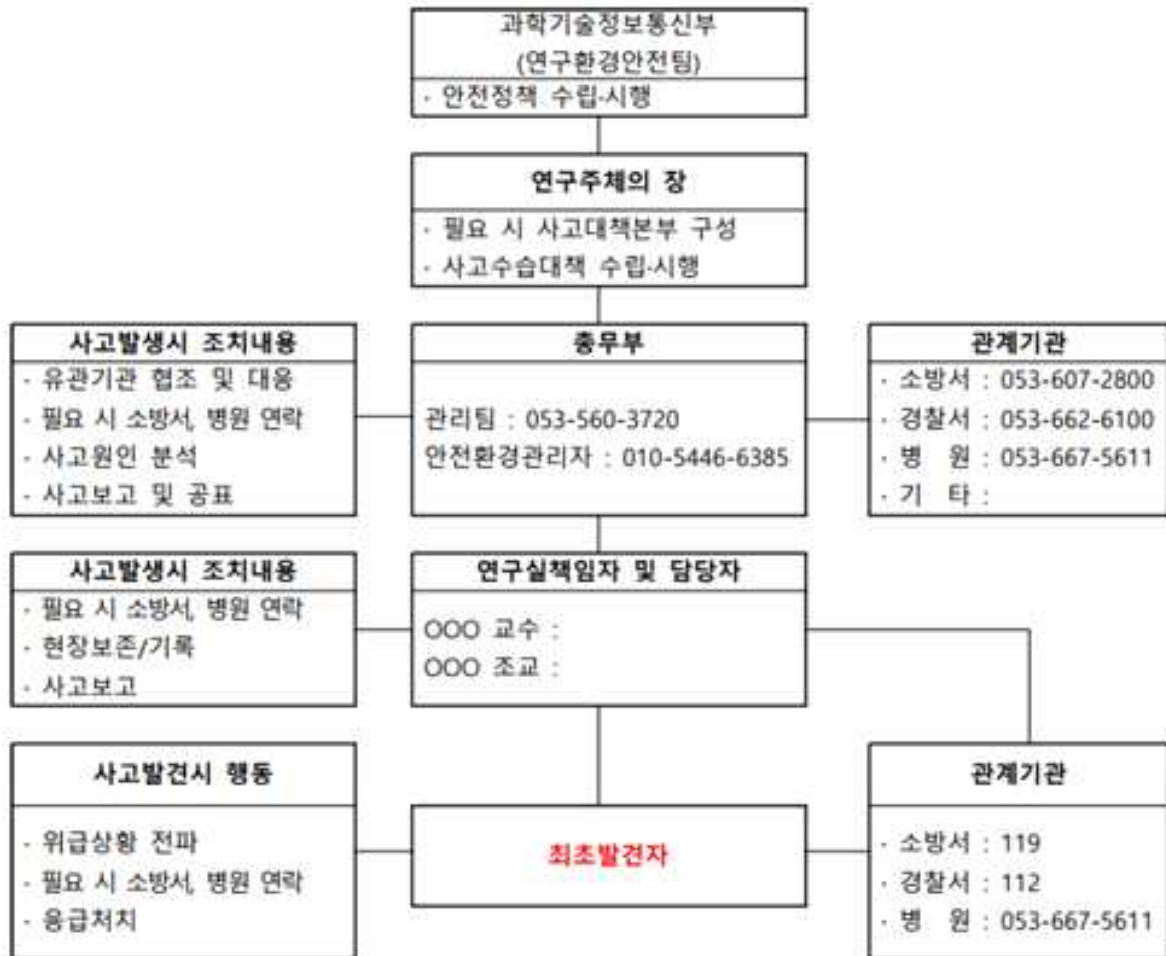 과학기술정보통신부
(연구환경안전팀)
· 안전정책 수립·시행
연구주체의 장
· 필요 시 사고대책본부 구성
· 사고수습대책 수립·시행
사고발생시 조치내용
· 유관기관 협조 및 대응
· 필요 시 소방서, 병원 연락
· 사고원인 분석
· 사고보고 및 공표
총무부
관리팀 : 053-560-3720
안전환경관리자 : 010-5446-6385
관계기관
· 소방서 : 053-607-2800
· 경찰서 : 053-662-6100
· 병 원 : 053-667-5611
· 기 타 :
사고발생시 조치내용
· 필요 시 소방서, 병원 연락
· 현장보존/기록
· 사고보고
연구실책임자 및 담당자
OOO 교수 :
OOO 조교 :
사고발견시 행동
· 위급상황 전파
· 필요 시 소방서, 병원 연락
· 응급처치
최초발견자
관계기관
· 소방서 : 119
· 경찰서 : 112
· 병 원 : 053-667-5611